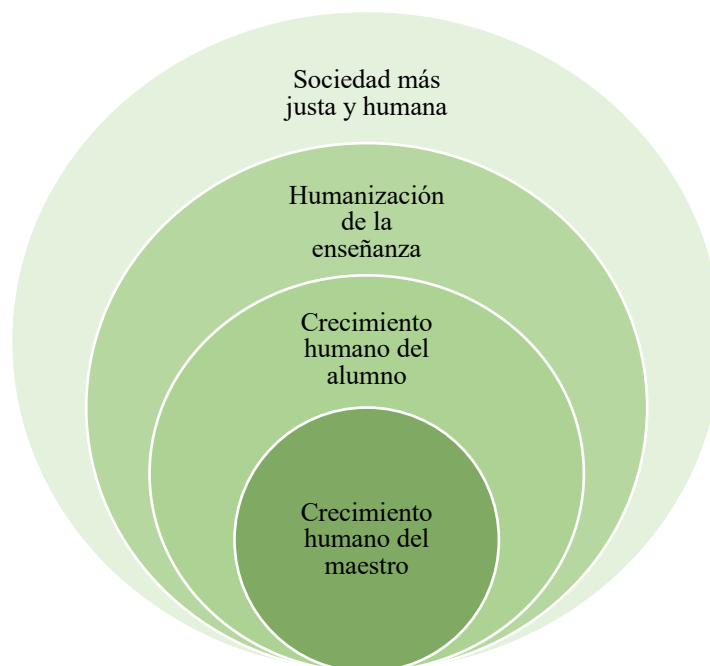 Sociedad más
justa y humana
Humanización
de la
enseñanza
Crecimiento
humano del
alumno
Crecimiento
humano del
maestro